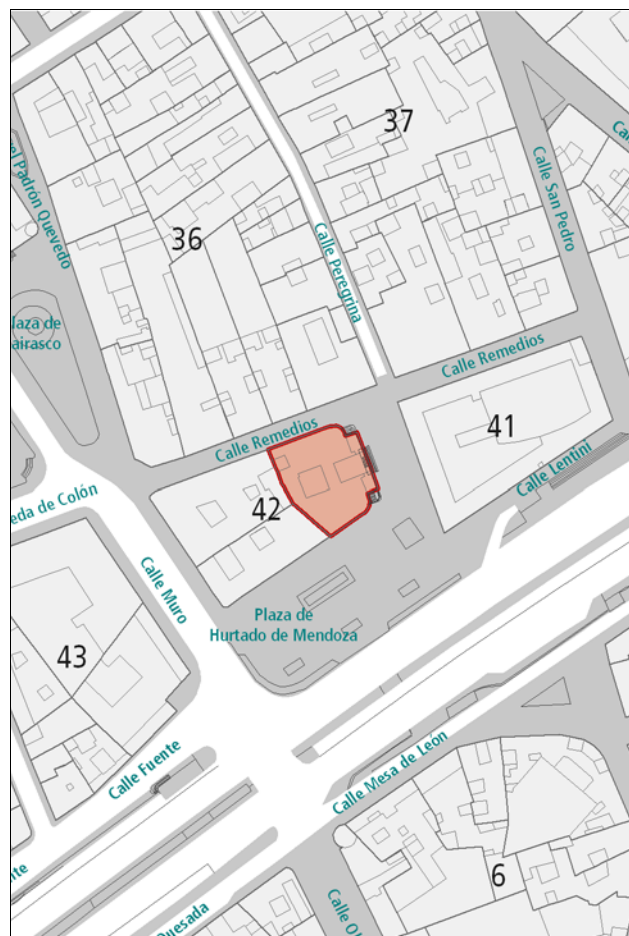 37
Calle San Pedro
el Padrón Quevedo
36
Calle Peregrina
laza de
airasco
Calle Remedios
Calle Remedios
41
Calle Lentini
eda de Colón
42
Calle Muro
Plaza de
Hurtado de Mendoza
43
Calle Fuente
Calle Mesa de León
6
Quesada